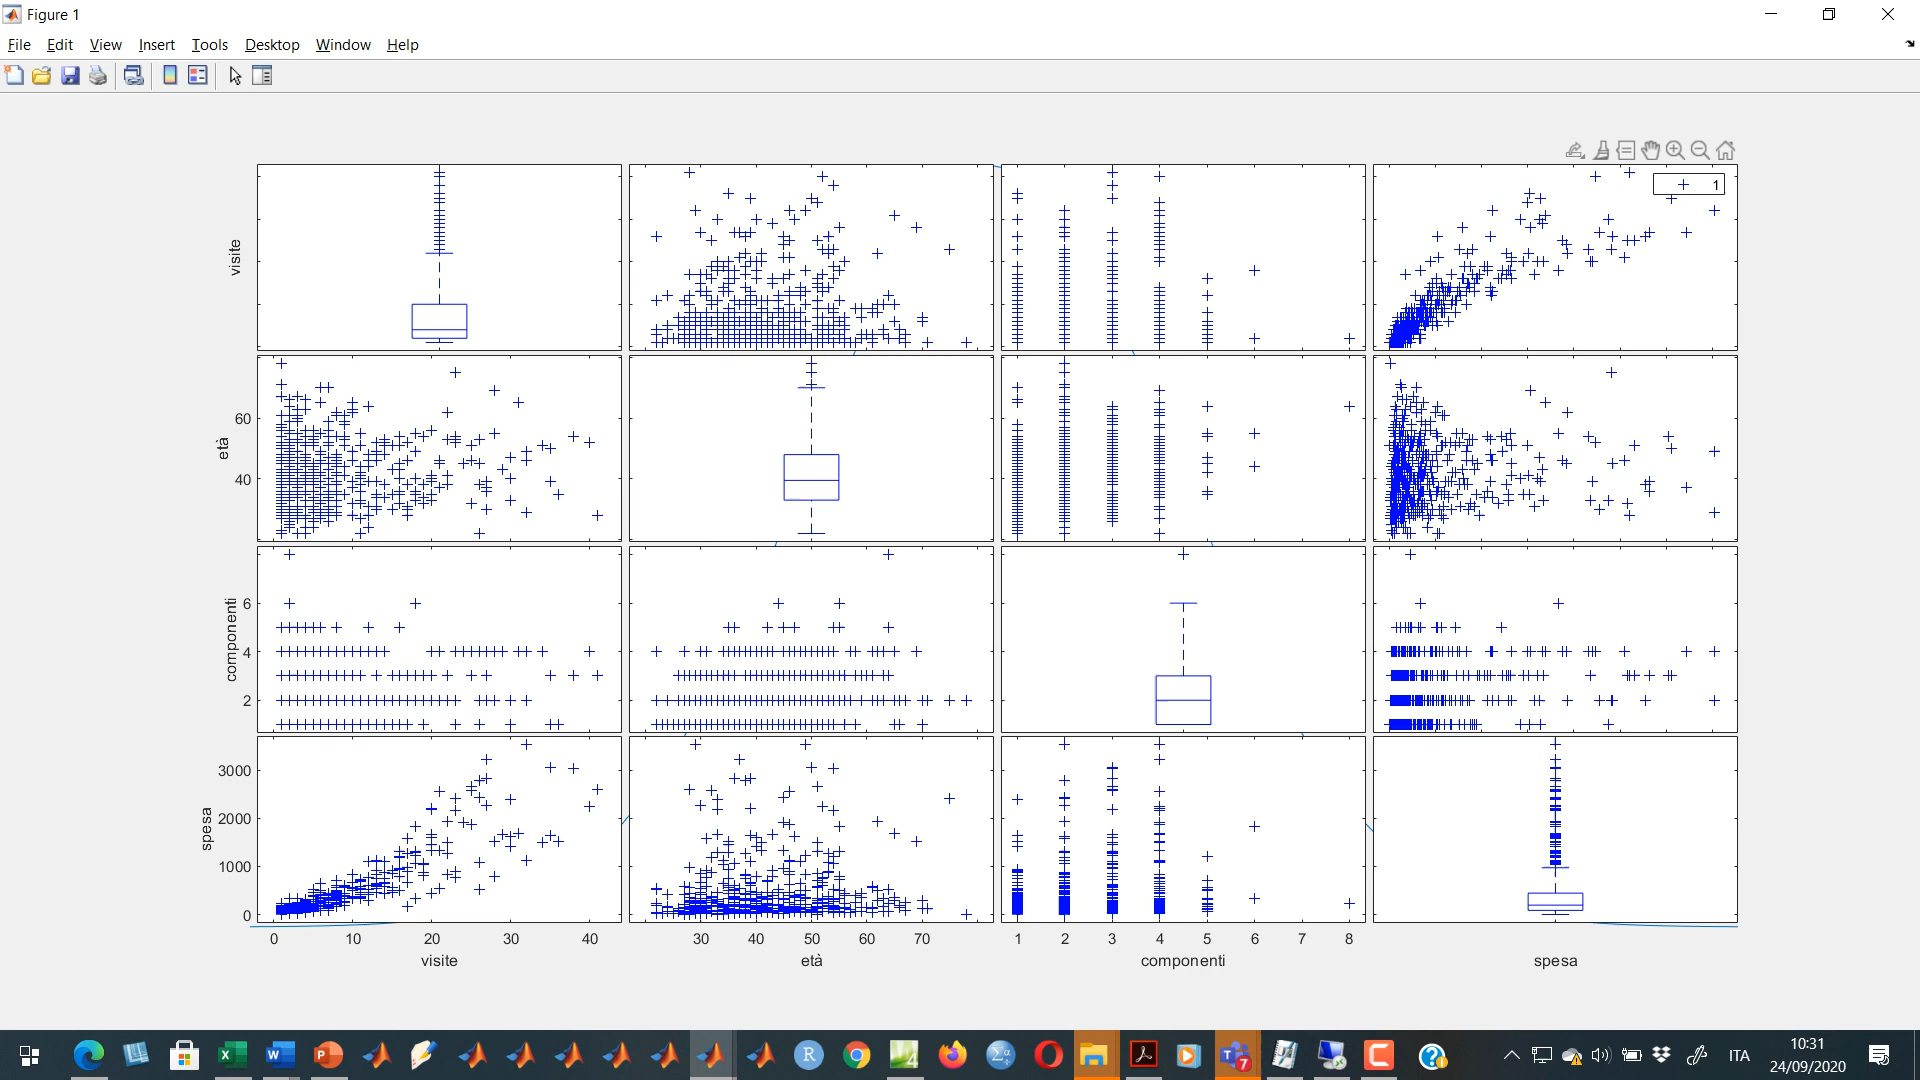 Figure 1
File Edit View Insert Tools Desktop Window Help
1
visite
60
40
età
6
4
2
componenti
3000
2000
1000
0
spesa
0 10 20 30 40
30 40 50 60 70
1 2 3 4 5 6 7 8
visite
età
componenti
spesa
X W P R Σα T 7 C ?
ITA
10:31
24/09/2020